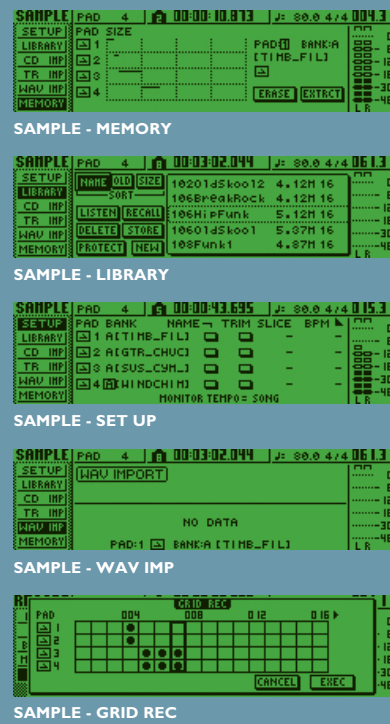 SAMPLE PAD 4 00:00:10.873 ♩= 80.0 4/4 004.3
SETUP PAD SIZE
LIBRARY 1 PAD:1 BANK:A
CD IMP 2 [TIMB_FIL]
TR IMP 3
WAV IMP 4 ERASE EXTRCT
MEMORY L R
SAMPLE - MEMORY
SAMPLE PAD 4 00:03:02.044 ♩= 80.0 4/4 061.3
SETUP NAME OLD SIZE 102OldSkool2 4.12M 16
LIBRARY SORT 106BreakRock 4.92M 16
CD IMP LISTEN RECALL 106HipFunk 5.12M 16
TR IMP DELETE STORE 106OldSkool 5.37M 16
WAV IMP PROTECT NEW 108Funk1 4.87M 16
MEMORY L R
SAMPLE - LIBRARY
SAMPLE PAD 4 00:00:43.695 ♩= 80.0 4/4 015.3
SETUP PAD BANK NAME TRIM SLICE BPM
LIBRARY 1 A[TIMB_FIL] - -
CD IMP 2 A[GTR_CHUC] - -
TR IMP 3 A[SUS_CYM_] - -
WAV IMP 4 A[WINDCHIM] - -
MEMORY MONITOR TEMPO= SONG L R
SAMPLE - SET UP
SAMPLE PAD 4 00:03:02.044 ♩= 80.0 4/4 061.3
SETUP WAV IMPORT
LIBRARY
CD IMP
TR IMP NO DATA
WAV IMP
MEMORY PAD:1 BANK:A [TIMB_FIL] L R
SAMPLE - WAV IMP
GRID REC
PAD 004 008 012 016
1
2
3
4
CANCEL EXEC
SAMPLE - GRID REC